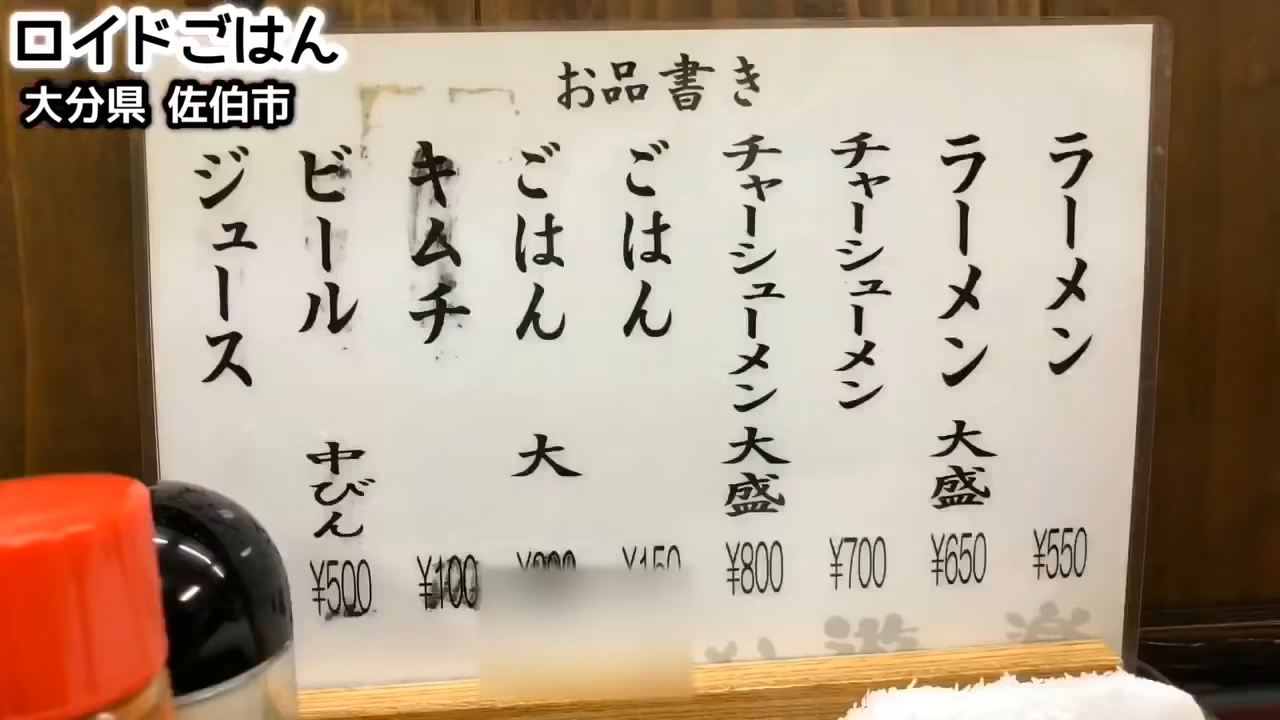 ロイドごはん
大分県 佐伯市
お品書き
ラーメン ¥550
ラーメン 大盛 ¥650
チャーシューメン ¥700
チャーシューメン大盛 ¥800
ごはん ¥150
ごはん 大
キムチ ¥100
ビール 中びん ¥500
ジュース